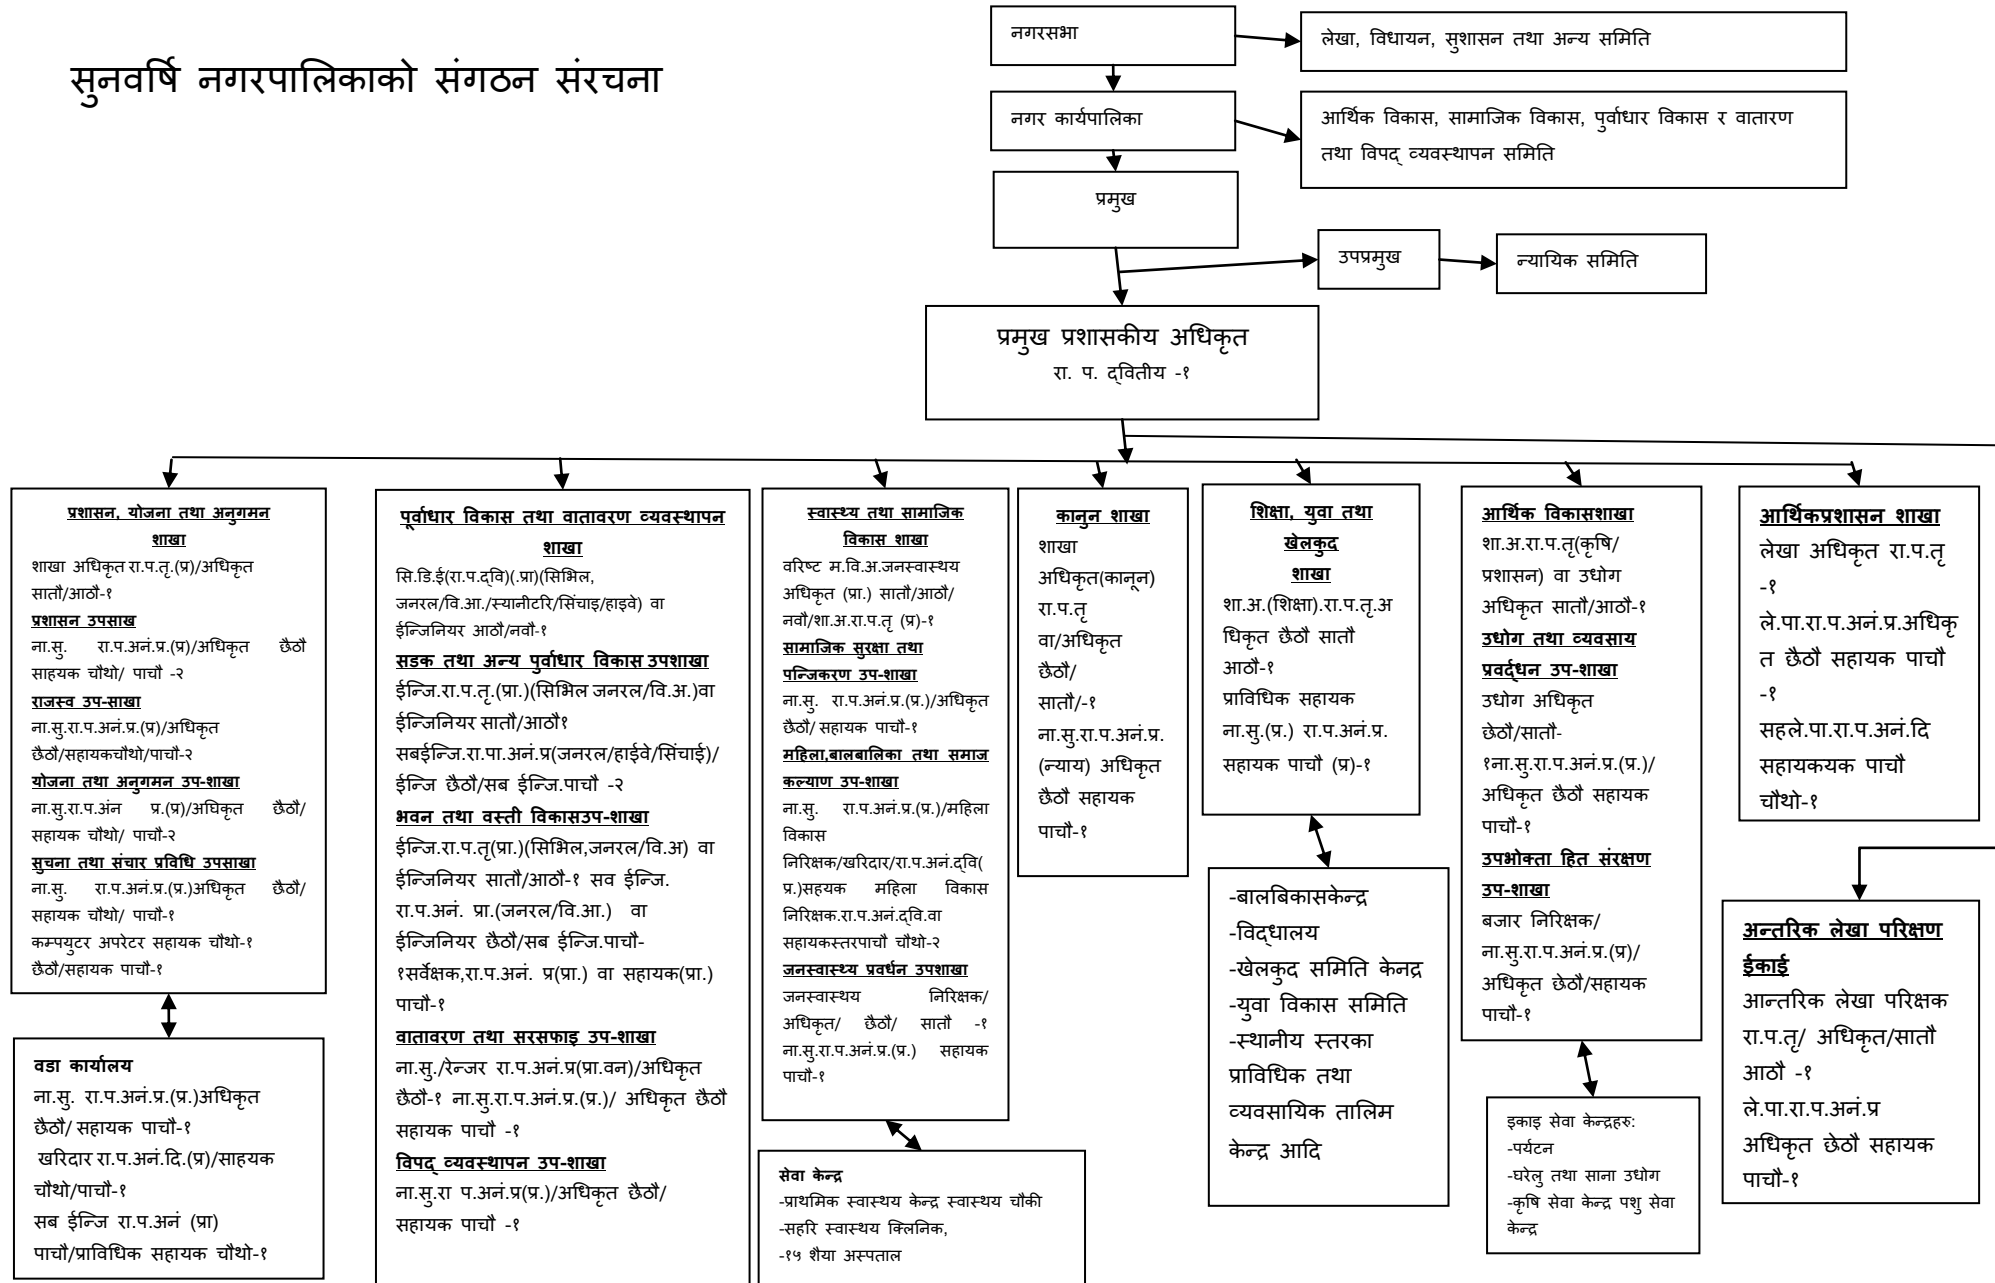 सुनवर्षि नगरपालिकाको संगठन संरचना
नगरसभा
लेखा, विधायन, सुशासन तथा अन्य समिति
नगर कार्यपालिका
आर्थिक विकास, सामाजिक विकास, पुर्वाधार विकास र वातारण
तथा विपद् व्यवस्थापन समिति
प्रमुख
उपप्रमुख
न्यायिक समिति
प्रमुख प्रशासकीय अधिकृत
रा. प. द्वितीय -१
प्रशासन, योजना तथा अनुगमन
शाखा
शाखा अधिकृत रा.प.तृ.(प्र)/अधिकृत
सातौ/आठौ-१
प्रशासन उपसाख
ना.सु. रा.प.अनं.प्र.(प्र)/अधिकृत छैठौ
साहयक चौथो/ पाचौ -२
राजस्व उप-साखा
ना.सु.रा.प.अनं.प्र.(प्र)/अधिकृत
छैठौ/सहायकचौथो/पाचौ-२
योजना तथा अनुगमन उप-शाखा
ना.सु.रा.प.अंन प्र.(प्र)/अघिकृत छैठौ/
सहायक चौथो/ पाचौ-२
सुचना तथा संचार प्रविधि उपसाखा
ना.सु. रा.प.अनं.प्र.(प्र.)अधिकृत छैठौ/
सहायक चौथो/ पाचौ-१
कम्पयुटर अपरेटर सहायक चौथो-१
छैठौ/सहायक पाचौ-१
वडा कार्यालय
ना.सु. रा.प.अनं.प्र.(प्र.)अधिकृत
छैठौ/ सहायक पाचौ-१
खरिदार रा.प.अनं.दि.(प्र)/साहयक
चौथो/पाचौ-१
सब ईन्जि रा.प.अनं (प्रा)
पाचौ/प्राविधिक सहायक चौथो-१
पूर्वाधार विकास तथा वातावरण व्यवस्थापन
शाखा
सि.डि.ई(रा.प.द्वि)(.प्रा)(सिभिल,
जनरल/वि.आ./स्यानीटरि/सिंचाइ/हाइवे) वा
ईन्जिनियर आठौ/नवौ-१
सडक तथा अन्य पुर्वाधार विकास उपशाखा
ईन्जि.रा.प.तृ.(प्रा.)(सिभिल जनरल/वि.अ.)वा
ईन्जिनियर सातौ/आठौ१
सबईन्जि.रा.पा.अनं.प्र(जनरल/हाईवे/सिंचाई)/
ईन्जि छैठौ/सब ईन्जि.पाचौ -२
भवन तथा वस्ती विकासउप-शाखा
ईन्जि.रा.प.तृ(प्रा.)(सिभिल,जनरल/वि.अ) वा
ईन्जिनियर सातौ/आठौ-१ सव ईन्जि.
रा.प.अनं. प्रा.(जनरल/वि.आ.) वा
ईन्जिनियर छैठौ/सब ईन्जि.पाचौ-
१सर्वेक्षक,रा.प.अनं. प्र(प्रा.) वा सहायक(प्रा.)
पाचौ-१
वातावरण तथा सरसफाइ उप-शाखा
ना.सु./रेन्जर रा.प.अनं.प्र(प्रा.वन)/अधिकृत
छैठौ-१ ना.सु.रा.प.अनं.प्र.(प्र.)/ अधिकृत छैठौ
सहायक पाचौ -१
विपद् व्यवस्थापन उप-शाखा
ना.सु.रा प.अनं.प्र(प्र.)/अधिकृत छैठौ/
सहायक पाचौ -१
स्वास्थ्य तथा सामाजिक
विकास शाखा
वरिष्ट म.वि.अ.जनस्वास्थय
अधिकृत (प्रा.) सातौ/आठौ/
नवौ/शा.अ.रा.प.तृ (प्र)-१
सामाजिक सुरक्षा तथा
पन्जिकरण उप-शाखा
ना.सु. रा.प.अनं.प्र.(प्र.)/अधिकृत
छैठौ/ सहायक पाचौ-१
महिला,बालबालिका तथा समाज
कल्याण उप-शाखा
ना.सु. रा.प.अनं.प्र.(प्र.)/महिला
विकास
निरिक्षक/खरिदार/रा.प.अनं.द्वि(
प्र.)सहयक महिला विकास
निरिक्षक.रा.प.अनं.द्वि.वा
सहायकस्तरपाचौ चौथो-२
जनस्वास्थ्य प्रवर्धन उपशाखा
जनस्वास्थय निरिक्षक/
अधिकृत/ छैठौ/ सातौ -१
ना.सु.रा.प.अनं.प्र.(प्र.) सहायक
पाचौ-१
सेवा केन्द्र
-प्राथमिक स्वास्थय केन्द्र स्वास्थय चौकी
-सहरि स्वास्थय क्लिनिक,
-१५ शैया अस्पताल
कानुन शाखा
शाखा
अधिकृत(कानून)
रा.प.तृ
वा/अधिकृत
छैठौ/
सातौ/-१
ना.सु.रा.प.अनं.प्र.
(न्याय) अधिकृत
छैठौ सहायक
पाचौ-१
शिक्षा, युवा तथा
खेलकुद
शाखा
शा.अ.(शिक्षा).रा.प.तृ.अ
धिकृत छैठौ सातौ
आठौ-१
प्राविधिक सहायक
ना.सु.(प्र.) रा.प.अनं.प्र.
सहायक पाचौ (प्र)-१
-बालबिकासकेन्द्र
-विद्धालय
-खेलकुद समिति केनद्र
-युवा विकास समिति
-स्थानीय स्तरका
प्राविधिक तथा
व्यवसायिक तालिम
केन्द्र आदि
आर्थिक विकासशाखा
शा.अ.रा.प.तृ(कृषि/
प्रशासन) वा उधोग
अधिकृत सातौ/आठौ-१
उधोग तथा व्यवसाय
प्रवर्द्धन उप-शाखा
उधोग अधिकृत
छेठौ/सातौ-
१ना.सु.रा.प.अनं.प्र.(प्र.)/
अधिकृत छैठौ सहायक
पाचौ-१
उपभोक्ता हित संरक्षण
उप-शाखा
बजार निरिक्षक/
ना.सु.रा.प.अनं.प्र.(प्र)/
अधिकृत छेठौ/सहायक
पाचौ-१
इकाइ सेवा केन्द्रहरु:
-पर्यटन
-घरेलु तथा साना उधोग
-कृषि सेवा केन्द्र पशु सेवा
केन्द्र
आर्थिकप्रशासन शाखा
लेखा अधिकृत रा.प.तृ
-१
ले.पा.रा.प.अनं.प्र.अधिकृ
त छैठौ सहायक पाचौ
-१
सहले.पा.रा.प.अनं.दि
सहायकयक पाचौ
चौथो-१
अन्तरिक लेखा परिक्षण
ईकाई
आन्तरिक लेखा परिक्षक
रा.प.तृ/ अधिकृत/सातौ
आठौ -१
ले.पा.रा.प.अनं.प्र
अधिकृत छेठौ सहायक
पाचौ-१